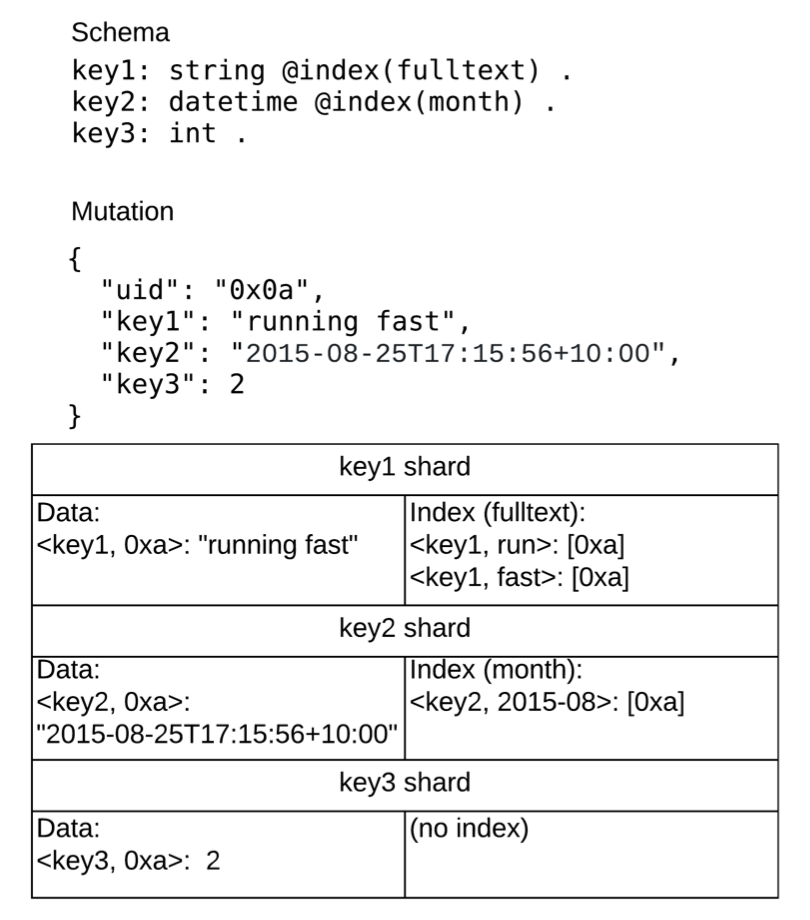 Schema
key1: string @index(fulltext) .
key2: datetime @index(month) .
key3: int .
Mutation
{
"uid": "0x0a",
"key1": "running fast",
"key2": "2015-08-25T17:15:56+10:00",
"key3": 2
}
key1 shard
Data:
<key1, 0xa>: "running fast"
Index (fulltext):
<key1, run>: [0xa]
<key1, fast>: [0xa]
key2 shard
Data:
<key2, 0xa>:
"2015-08-25T17:15:56+10:00"
Index (month):
<key2, 2015-08>: [0xa]
key3 shard
Data:
<key3, 0xa>: 2
(no index)